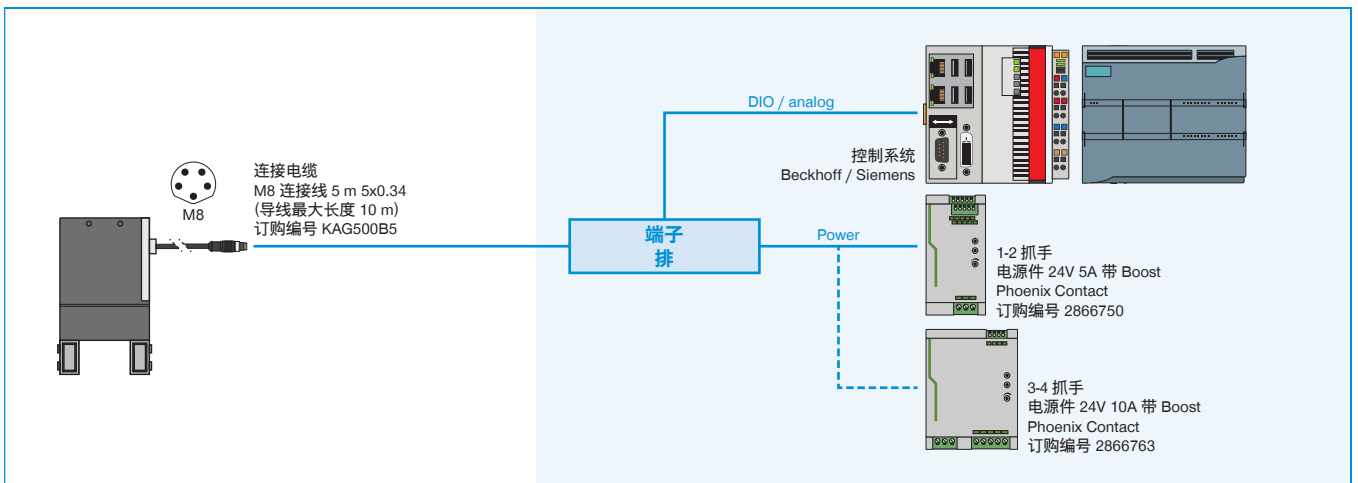 M8
连接电缆
M8 连接线 5 m 5x0.34
(导线最大长度 10 m)
订购编号 KAG500B5
端子
排
DIO / analog
控制系统
Beckhoff / Siemens
Power
1-2 抓手
电源件 24V 5A 带 Boost
Phoenix Contact
订购编号 2866750
3-4 抓手
电源件 24V 10A 带 Boost
Phoenix Contact
订购编号 2866763